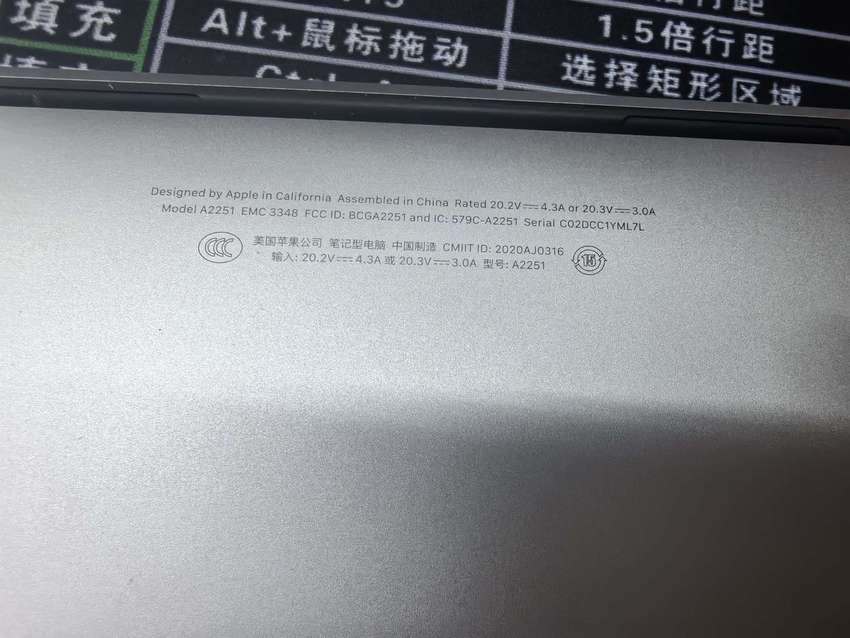 填充
Alt+鼠标拖动
1.5倍行距
选择矩形区域
Designed by Apple in California Assembled in China Rated 20.2V⎓4.3A or 20.3V⎓3.0A
Model A2251 EMC 3348 FCC ID: BCGA2251 and IC: 579C-A2251 Serial C02DCC1YML7L
美国苹果公司 笔记型电脑 中国制造 CMIIT ID: 2020AJ0316
输入: 20.2V⎓4.3A 或 20.3V⎓3.0A 型号: A2251
15